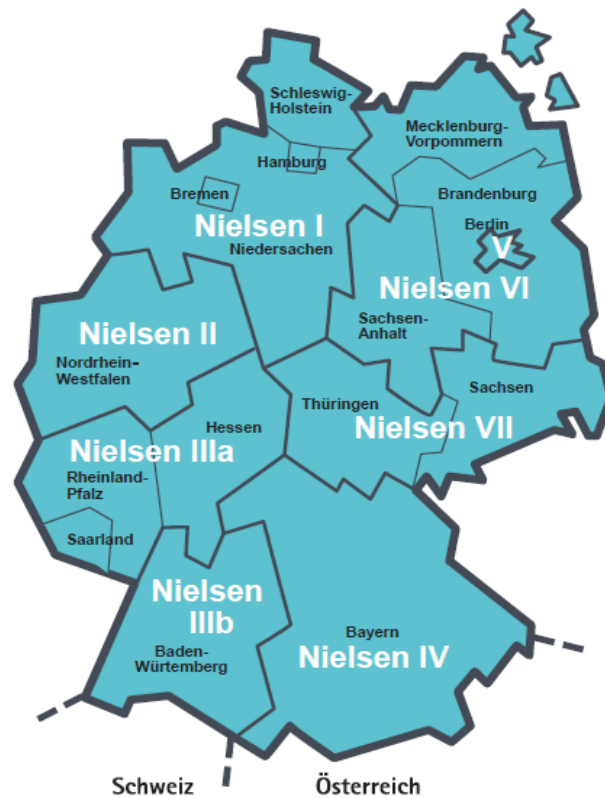 Schleswig-
Holstein
Mecklenburg-
Vorpommern
Hamburg
Bremen
Brandenburg
Nielsen I
Berlin
Niedersachen
V
Nielsen VI
Nielsen II
Sachsen-
Anhalt
Nordrhein-
Westfalen
Sachsen
Thüringen
Hessen
Nielsen VII
Nielsen IIIa
Rheinland-
Pfalz
Saarland
Nielsen
IIIb
Bayern
Nielsen IV
Baden-
Würtemberg
Schweiz
Österreich